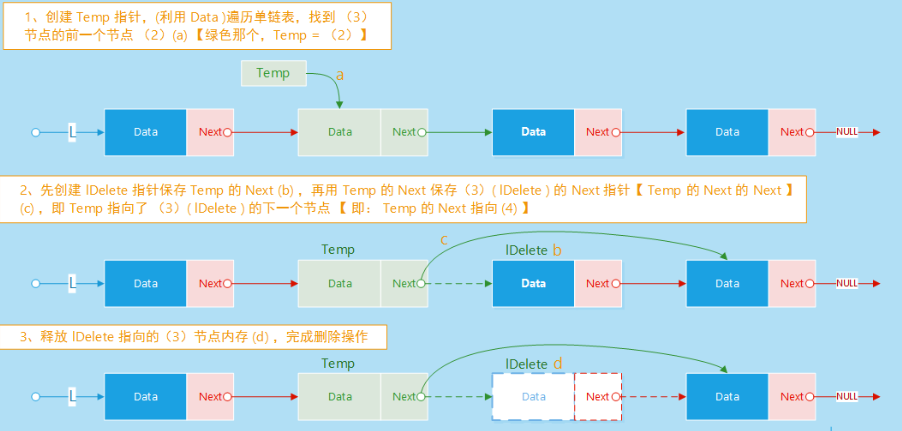 1、创建 Temp 指针，(利用 Data )遍历单链表，找到 （3）
节点的前一个节点 （2）(a)【绿色那个，Temp = （2）】
Temp
a
L
Data
Next
Data
Next
Data
Next
Data
Next
NULL
2、先创建 lDelete 指针保存 Temp 的 Next (b) ，再用 Temp 的 Next 保存（3）( lDelete ) 的 Next 指针【 Temp 的 Next 的 Next 】
(c) ，即 Temp 指向了 （3）( lDelete ) 的下一个节点 【 即： Temp 的 Next 指向 (4) 】
c
Temp
lDelete b
L
Data
Next
Data
Next
Data
Next
Data
Next
NULL
3、释放 lDelete 指向的（3）节点内存 (d) ，完成删除操作
Temp
lDelete d
L
Data
Next
Data
Next
Data
Next
Data
Next
NULL